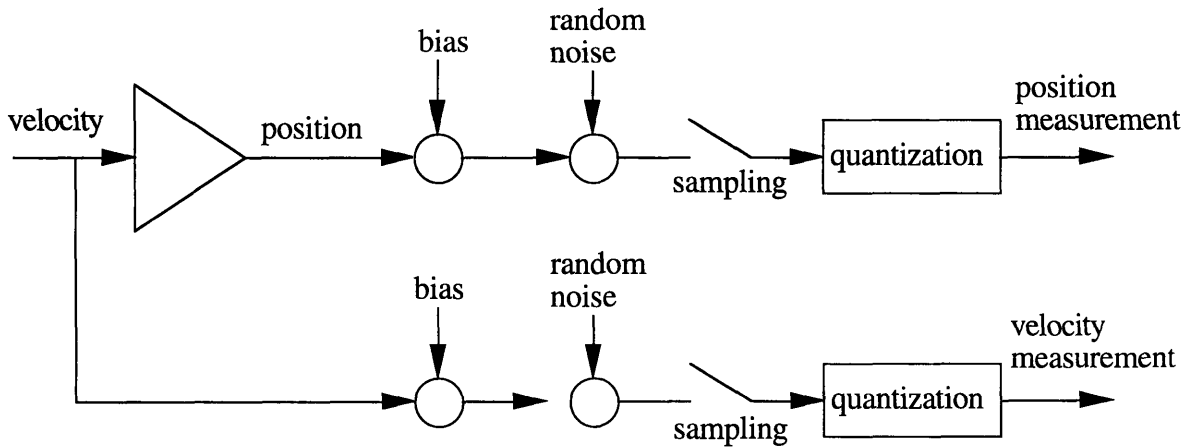 random
noise
bias
velocity
position
position
measurement
quantization
sampling
random
noise
bias
velocity
measurement
quantization
sampling